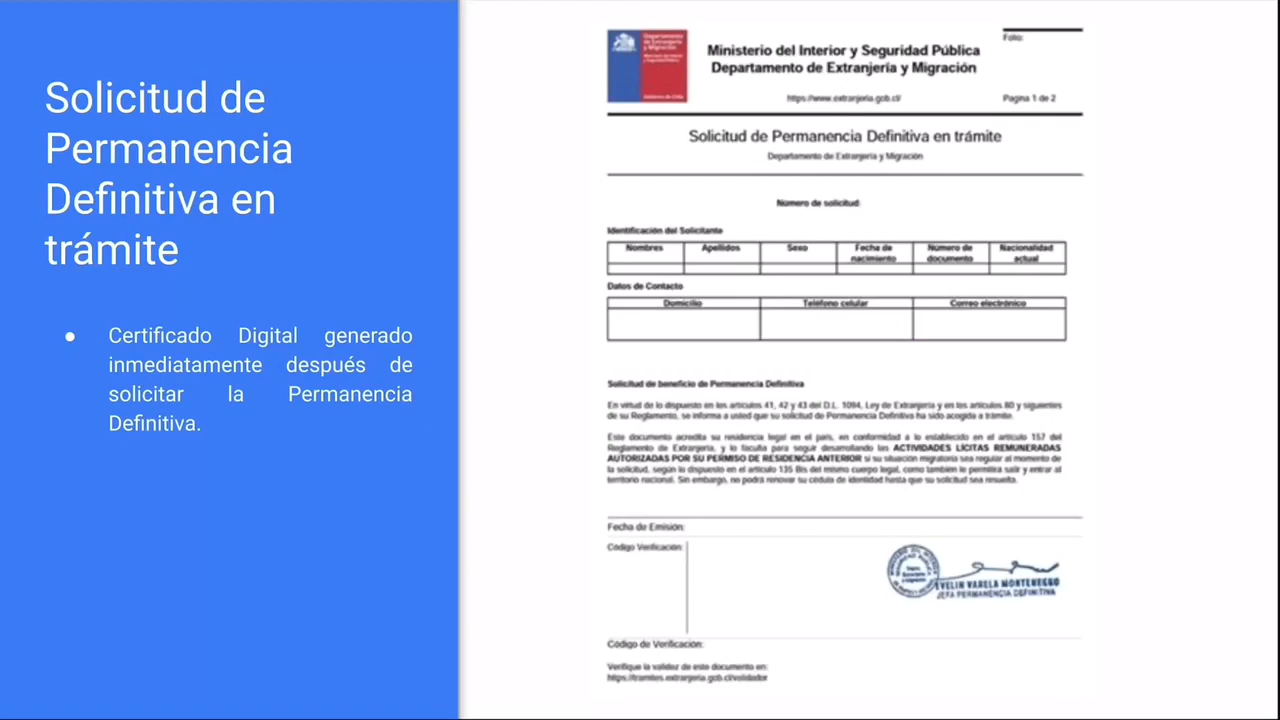 Solicitud de
Permanencia
Definitiva en
trámite
● Certificado Digital generado
inmediatamente después de
solicitar la Permanencia
Definitiva.
Departamento
de Extranjería
y Migración
Gobierno de Chile
Ministerio del Interior y Seguridad Pública
Departamento de Extranjería y Migración
https://www.extranjeria.gob.cl/
Folio:
Pagina 1 de 2
Solicitud de Permanencia Definitiva en trámite
Departamento de Extranjería y Migración
Número de solicitud:
Identificación del Solicitante
Nombres Apellidos Sexo Fecha de nacimiento Número de documento Nacionalidad actual
Datos de Contacto
Domicilio Teléfono celular Correo electrónico
Solicitud de beneficio de Permanencia Definitiva
En virtud de lo dispuesto en los artículos 41, 42 y 43 del D.L. 1094, Ley de Extranjería y en los artículos 80 y siguientes
de su Reglamento, se informa a usted que su solicitud de Permanencia Definitiva ha sido acogida a trámite.
Este documento acredita su residencia legal en el país, en conformidad a lo establecido en el artículo 157 del
Reglamento de Extranjería, y lo faculta para seguir desarrollando las ACTIVIDADES LÍCITAS REMUNERADAS
AUTORIZADAS POR SU PERMISO DE RESIDENCIA ANTERIOR si su situación migratoria sea regular al momento de
la solicitud, según lo dispuesto en el artículo 135 Bis del mismo cuerpo legal, como también le permitirá salir y entrar al
territorio nacional. Sin embargo, no podrá renovar su cédula de identidad hasta que su solicitud sea resuelta.
Fecha de Emisión:
Código Verificación:
EVELIN VARELA MONTENEGRO
JEFA PERMANENCIA DEFINITIVA
Código de Verificación:
Verifique la validez de este documento en:
https://tramites.extranjeria.gob.cl/validador